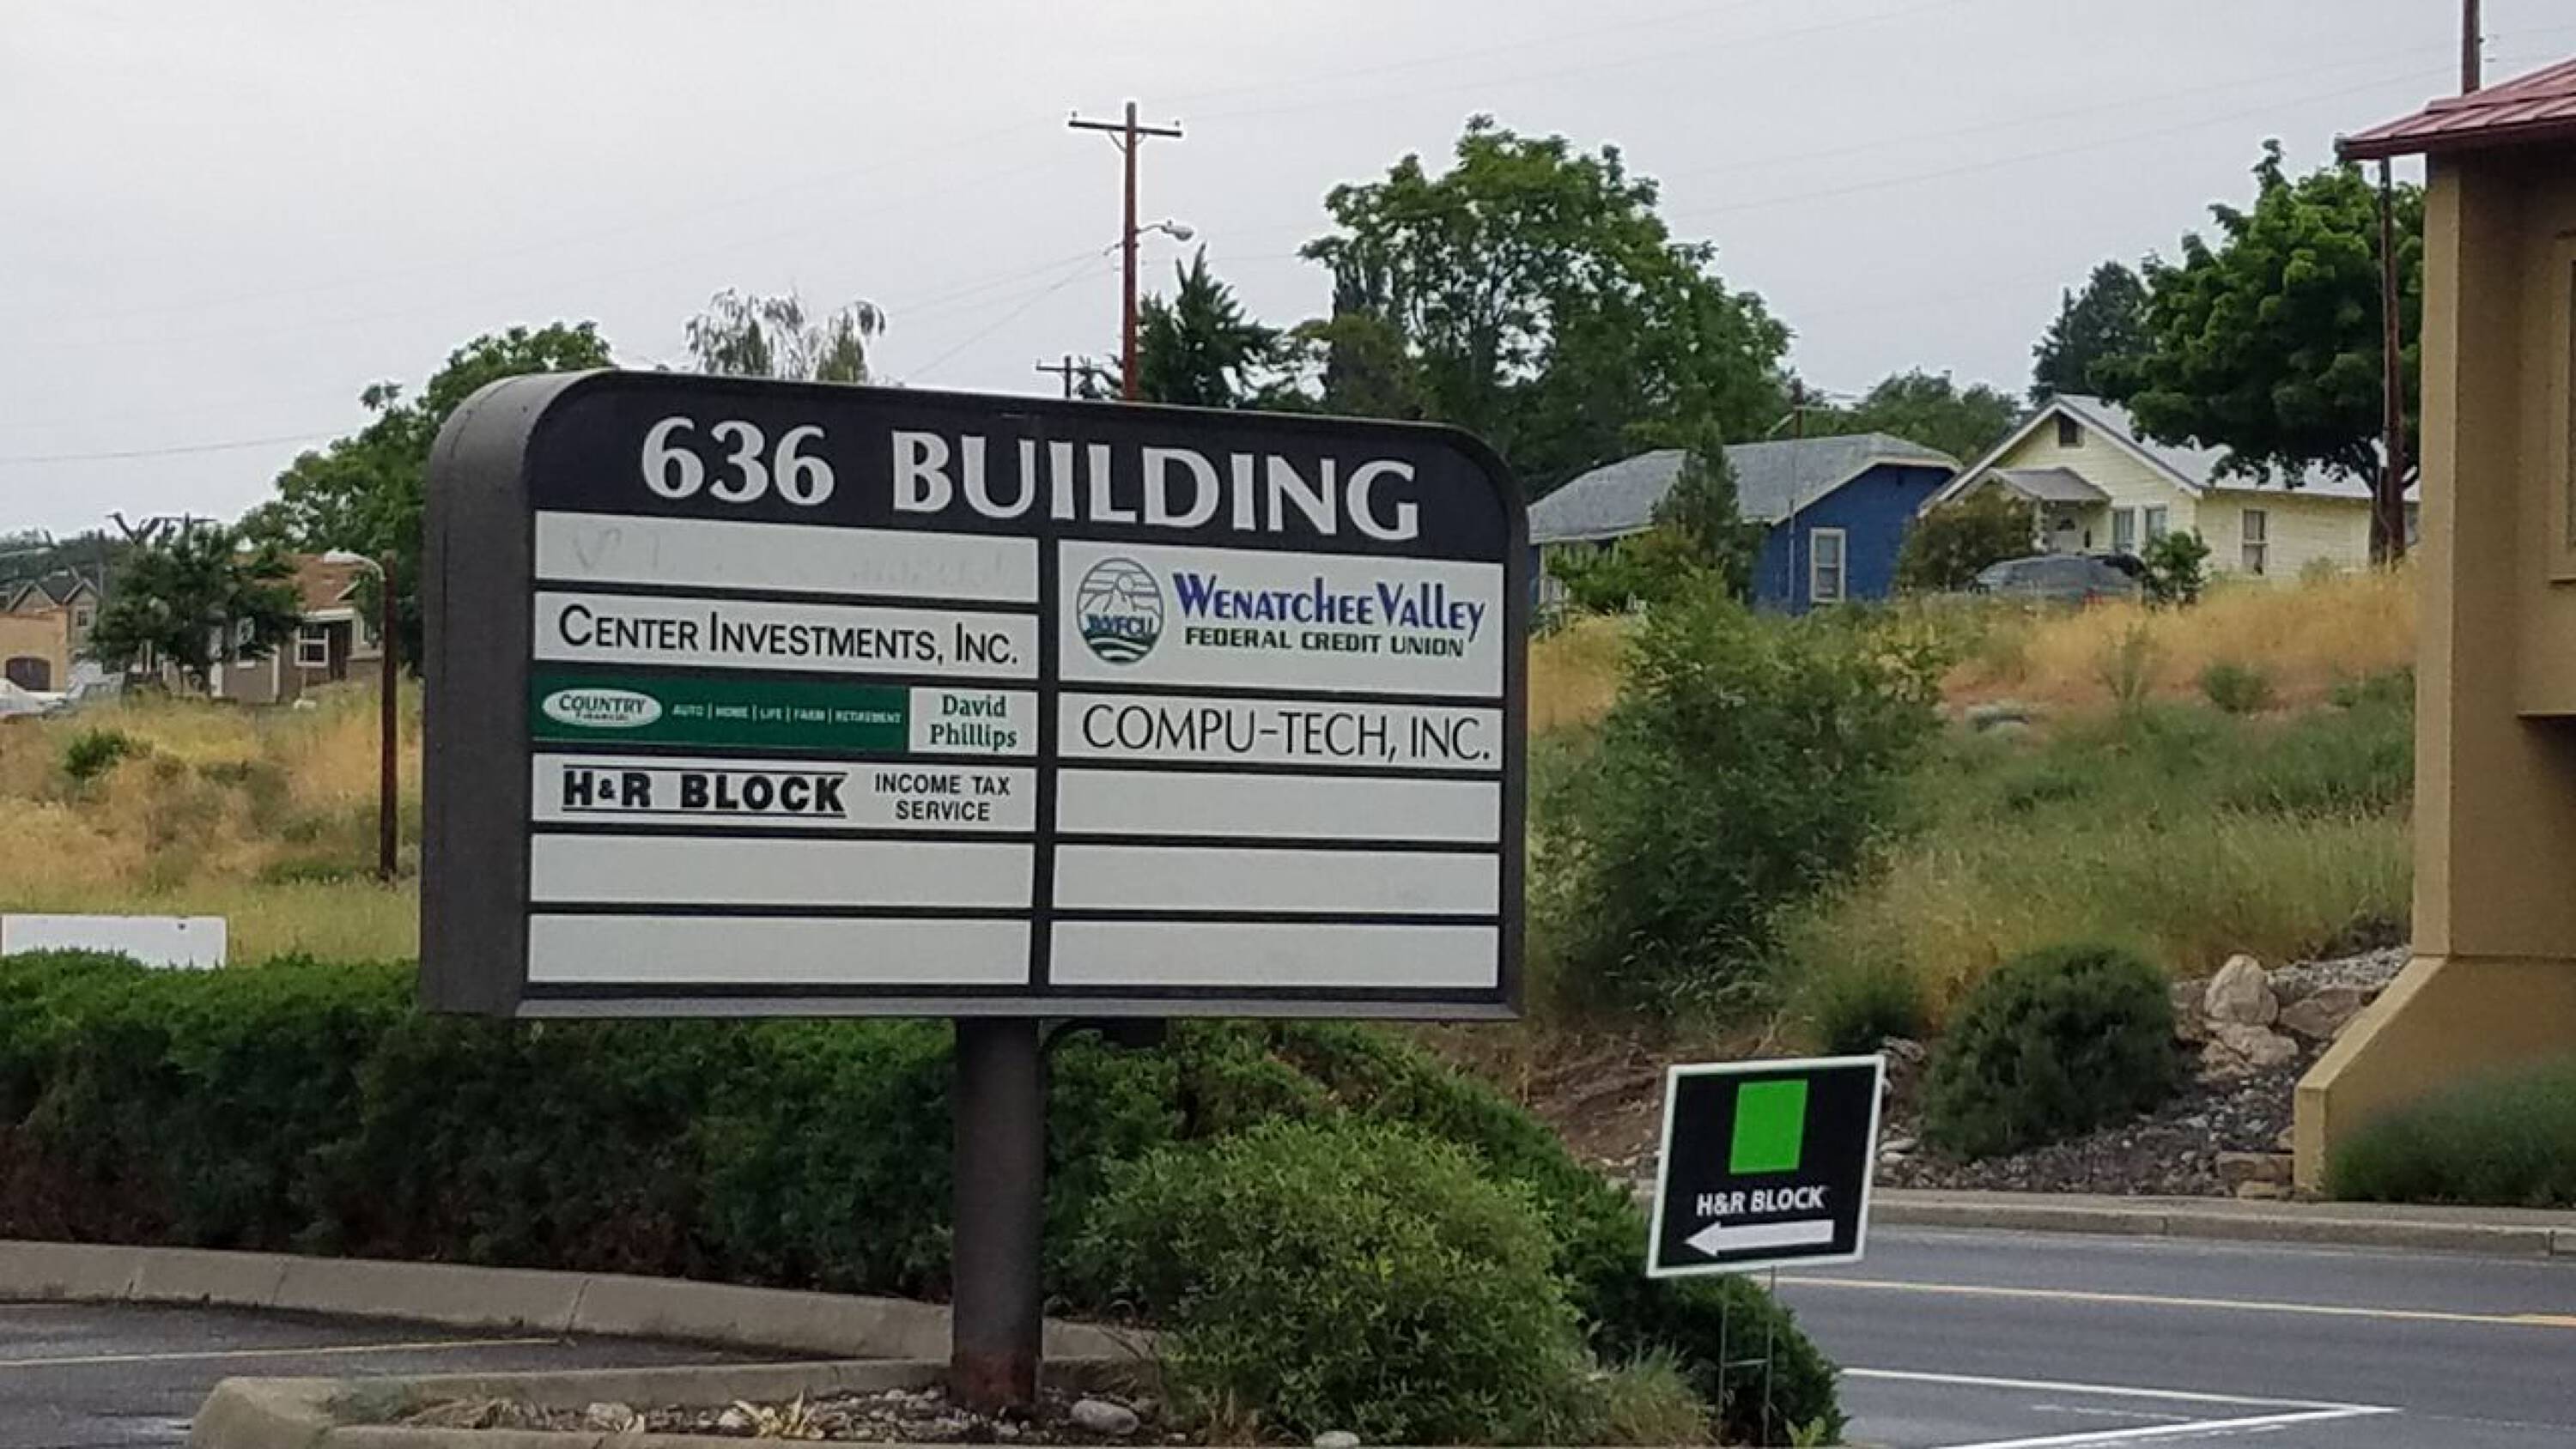 636 BUILDING
CENTER INVESTMENTS, INC.
COUNTRY
FINANCIAL
AUTO | HOME | LIFE | FARM | RETIREMENT
David
Phillips
H&R BLOCK
INCOME TAX
SERVICE
WVFCU
WENATCHEE VALLEY
FEDERAL CREDIT UNION
COMPU-TECH, INC.
H&R BLOCK